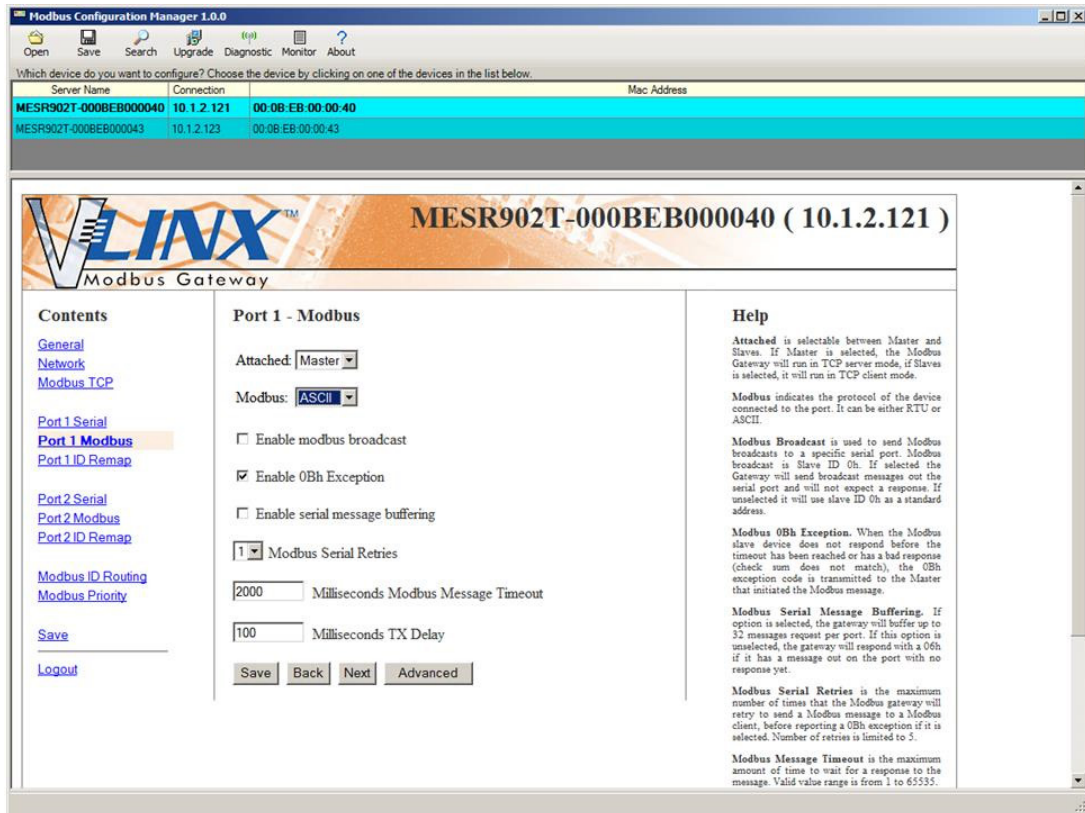 Modbus Configuration Manager 1.0.0
Open Save Search Upgrade Diagnostic Monitor About
Which device do you want to configure? Choose the device by clicking on one of the devices in the list below.
Server Name Connection Mac Address
MESR902T-000BEB000040 10.1.2.121 00:0B:EB:00:00:40
MESR902T-000BEB000043 10.1.2.123 00:0B:EB:00:00:43
VLINX™
Modbus Gateway
MESR902T-000BEB000040 ( 10.1.2.121 )
Contents
General
Network
Modbus TCP
Port 1 Serial
Port 1 Modbus
Port 1 ID Remap
Port 2 Serial
Port 2 Modbus
Port 2 ID Remap
Modbus ID Routing
Modbus Priority
Save
Logout
Port 1 - Modbus
Attached: Master
Modbus: ASCII
Enable modbus broadcast
Enable 0Bh Exception
Enable serial message buffering
1 Modbus Serial Retries
2000 Milliseconds Modbus Message Timeout
100 Milliseconds TX Delay
Save Back Next Advanced
Help
Attached is selectable between Master and
Slaves. If Master is selected, the Modbus
Gateway will run in TCP server mode, if Slaves
is selected, it will run in TCP client mode.
Modbus indicates the protocol of the device
connected to the port. It can be either RTU or
ASCII.
Modbus Broadcast is used to send Modbus
broadcasts to a specific serial port. Modbus
broadcast is Slave ID 0h. If selected the
Gateway will send broadcast messages out the
serial port and will not expect a response. If
unselected it will use slave ID 0h as a standard
address.
Modbus 0Bh Exception. When the Modbus
slave device does not respond before the
timeout has been reached or has a bad response
(check sum does not match), the 0Bh
exception code is transmitted to the Master
that initiated the Modbus message.
Modbus Serial Message Buffering. If
option is selected, the gateway will buffer up to
32 messages request per port. If this option is
unselected, the gateway will respond with a 06h
if it has a message out on the port with no
response yet.
Modbus Serial Retries is the maximum
number of times that the Modbus gateway will
retry to send a Modbus message to a Modbus
client, before reporting a 0Bh exception if it is
selected. Number of retries is limited to 5.
Modbus Message Timeout is the maximum
amount of time to wait for a response to the
message. Valid value range is from 1 to 65535.